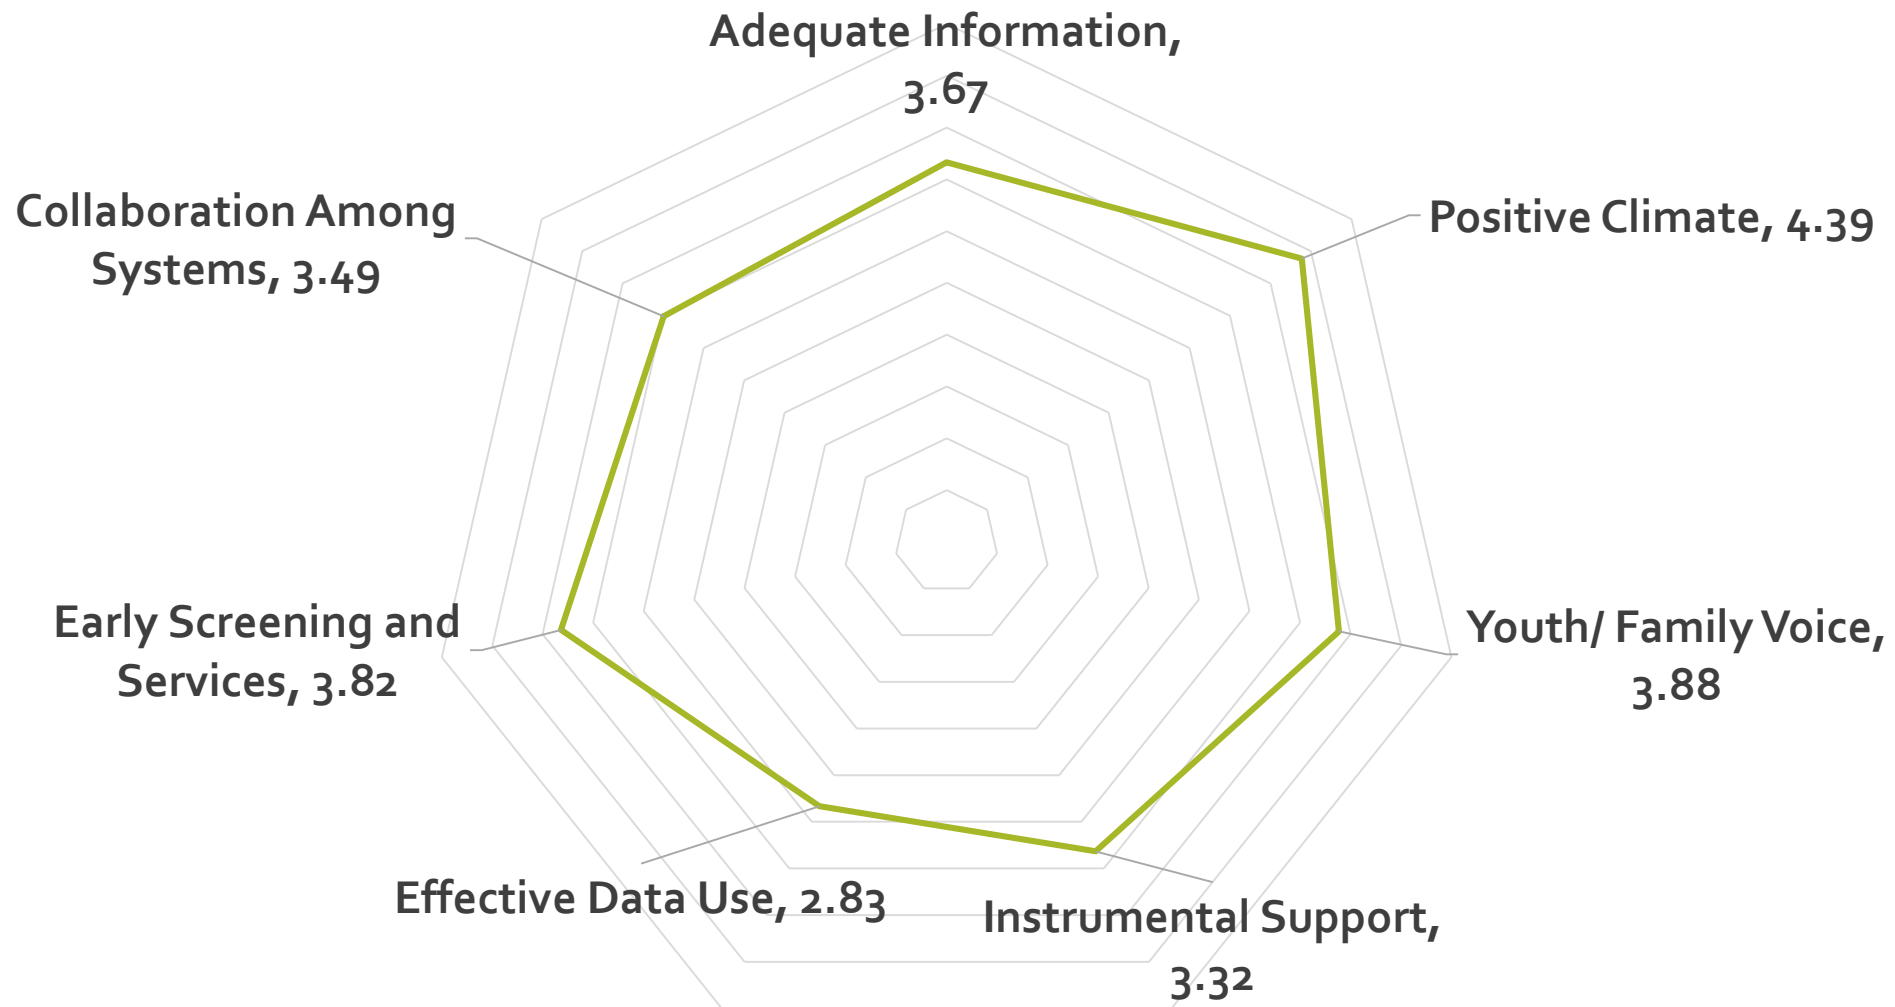 Adequate Information,
3.67
Positive Climate, 4.39
Youth/ Family Voice,
3.88
Instrumental Support,
3.32
Effective Data Use, 2.83
Early Screening and
Services, 3.82
Collaboration Among
Systems, 3.49